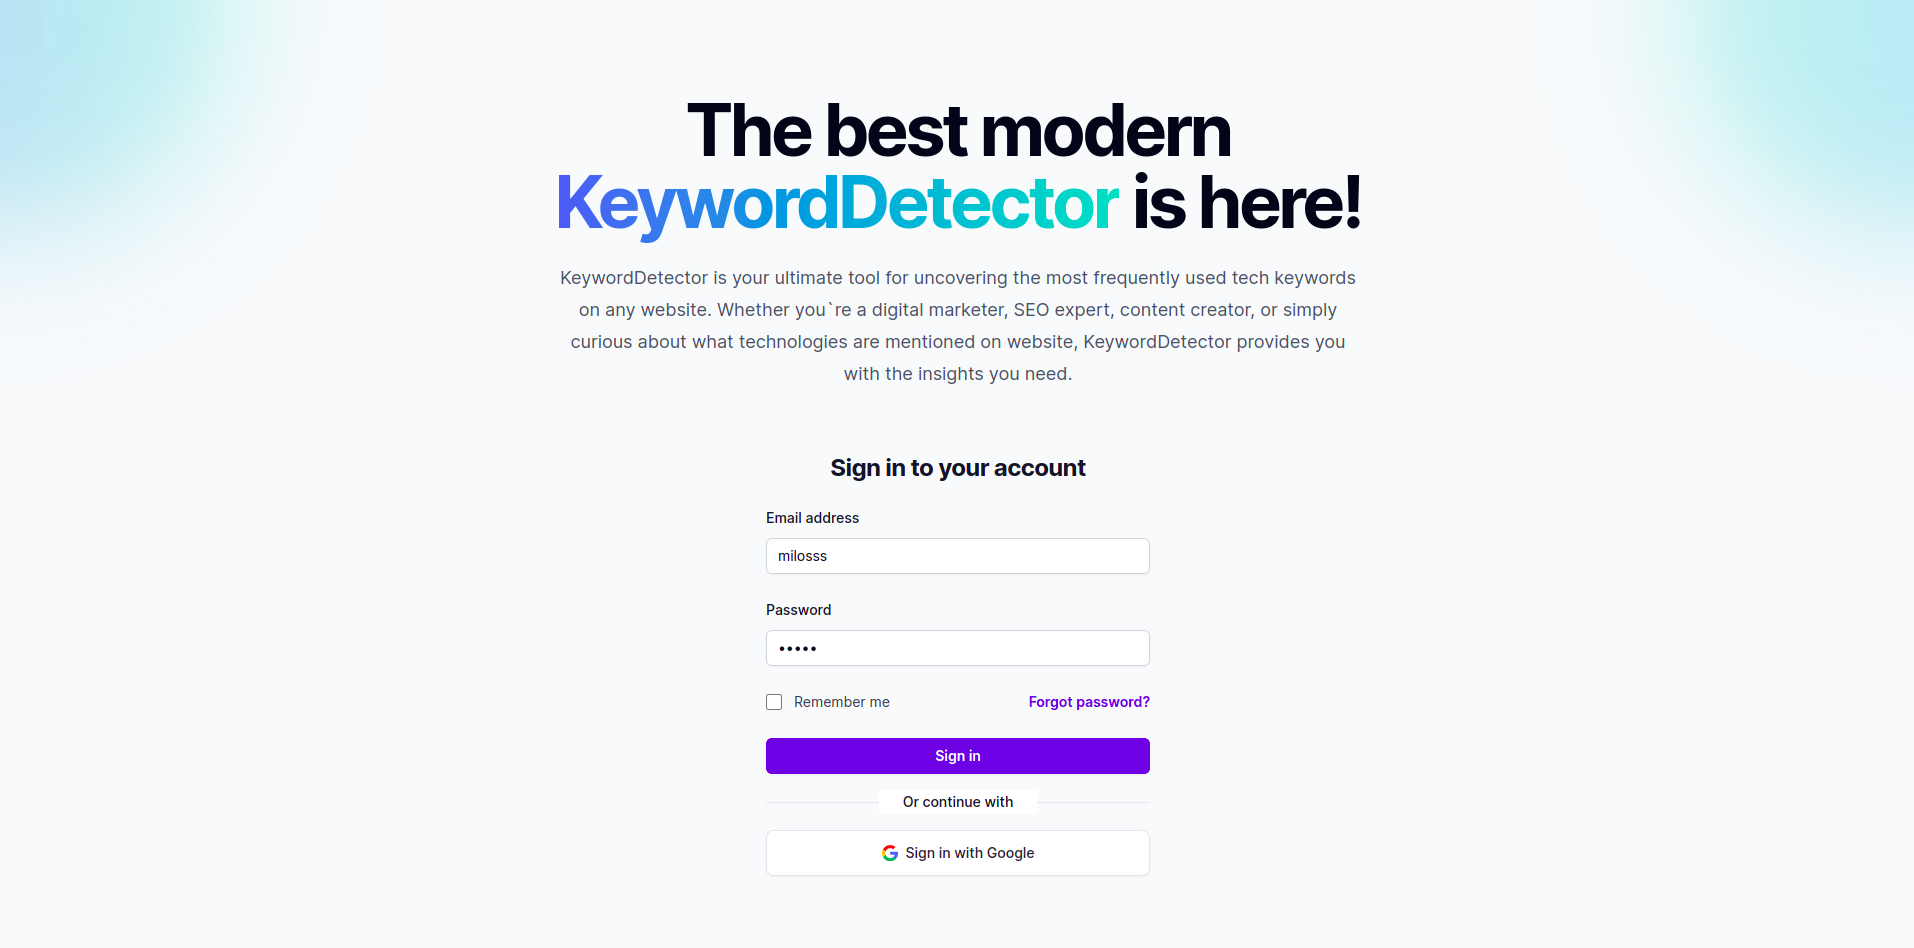 The best modern
KeywordDetector is here!
KeywordDetector is your ultimate tool for uncovering the most frequently used tech keywords
on any website. Whether you`re a digital marketer, SEO expert, content creator, or simply
curious about what technologies are mentioned on website, KeywordDetector provides you
with the insights you need.
Sign in to your account
Email address
milosss
Password
•••••
Remember me
Forgot password?
Sign in
Or continue with
Sign in with Google